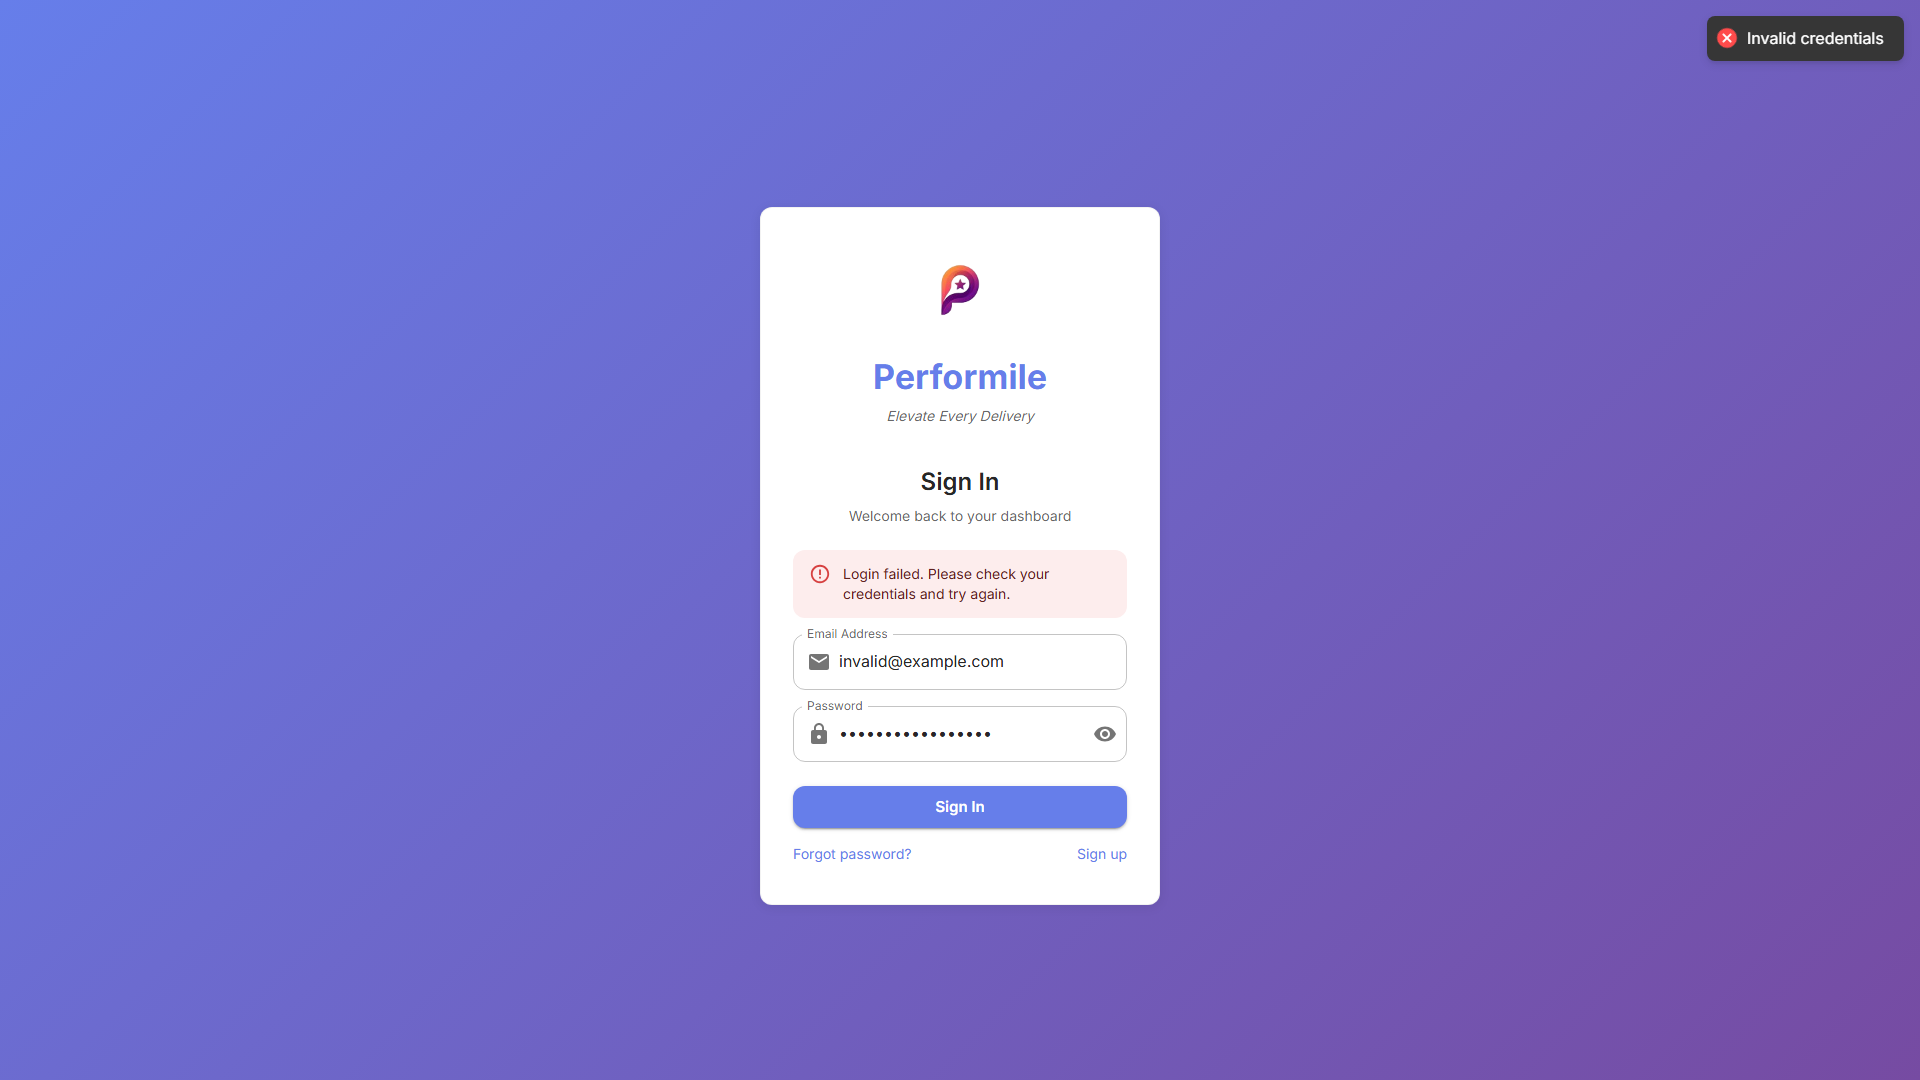 Invalid credentials
Performile
Elevate Every Delivery
Sign In
Welcome back to your dashboard
Login failed. Please check your
credentials and try again.
Email Address
invalid@example.com
Password
•••••••••••••••••
Sign In
Forgot password?
Sign up